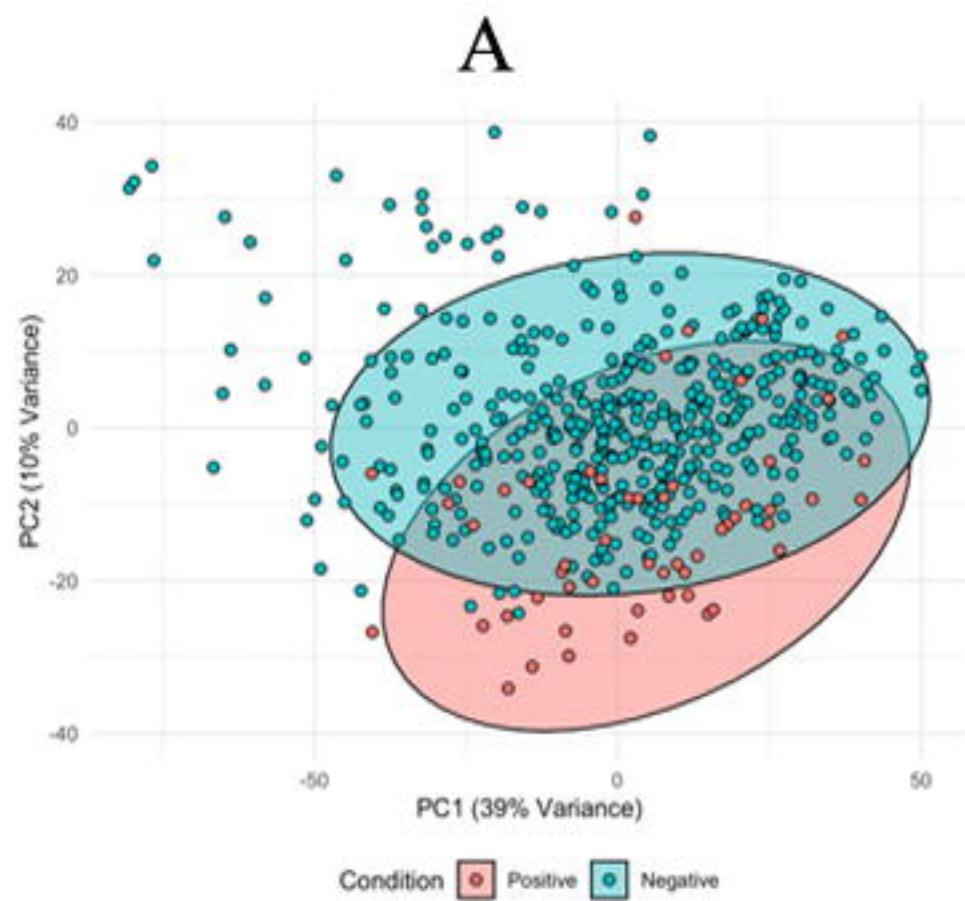 A
40
20
0
-20
-40
PC2 (10% Variance)
-50 0 50
PC1 (39% Variance)
Condition Positive Negative